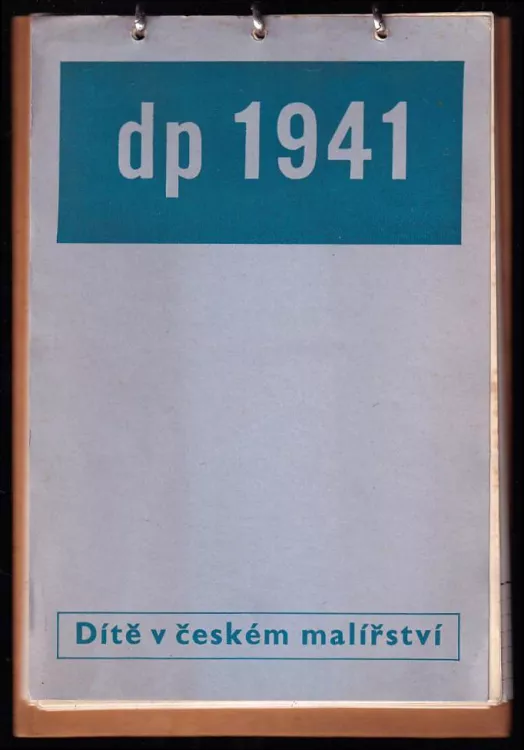 dp 1941
Dítě v českém malířství